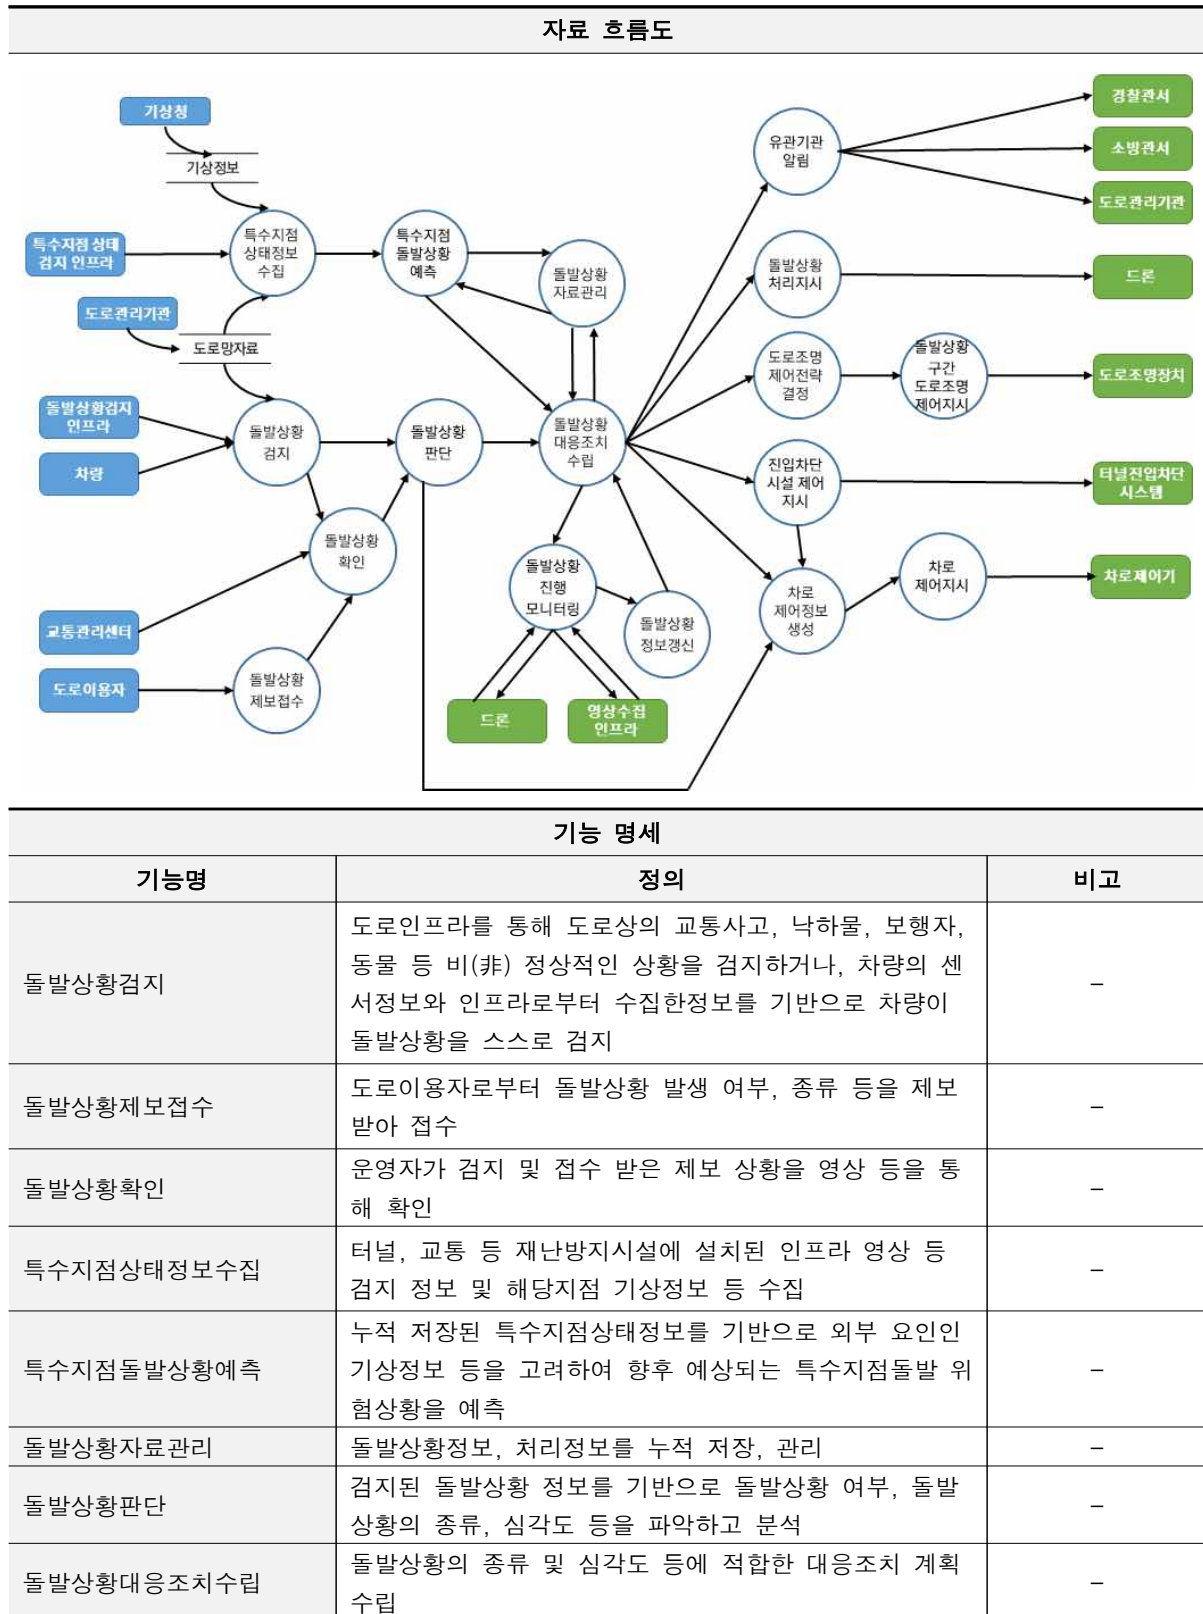 자료 흐름도
기상청
기상정보
특수지점 상태
검지 인프라
도로관리기관
도로망자료
돌발상황검지
인프라
차량
교통관리센터
도로이용자
특수지점
상태정보
수집
돌발상황
검지
돌발상황
확인
돌발상황
제보접수
특수지점
돌발상황
예측
돌발상황
판단
돌발상황
자료관리
돌발상황
대응조치
수립
돌발상황
진행
모니터링
돌발상황
정보갱신
드론
영상수집
인프라
유관기관
알림
돌발상황
처리지시
도로조명
제어전략
결정
돌발상황
구간
도로조명
제어지시
진입차단
시설 제어
지시
차로
제어정보
생성
차로
제어지시
경찰관서
소방관서
도로관리기관
드론
도로조명장치
터널진입차단
시스템
차로제어기
기능 명세
기능명 정의 비고
돌발상황검지
도로인프라를 통해 도로상의 교통사고, 낙하물, 보행자,
동물 등 비(非) 정상적인 상황을 검지하거나, 차량의 센
서정보와 인프라로부터 수집한정보를 기반으로 차량이
돌발상황을 스스로 검지
–
돌발상황제보접수
도로이용자로부터 돌발상황 발생 여부, 종류 등을 제보
받아 접수
–
돌발상황확인
운영자가 검지 및 접수 받은 제보 상황을 영상 등을 통
해 확인
–
특수지점상태정보수집
터널, 교통 등 재난방지시설에 설치된 인프라 영상 등
검지 정보 및 해당지점 기상정보 등 수집
–
특수지점돌발상황예측
누적 저장된 특수지점상태정보를 기반으로 외부 요인인
기상정보 등을 고려하여 향후 예상되는 특수지점돌발 위
험상황을 예측
–
돌발상황자료관리
돌발상황정보, 처리정보를 누적 저장, 관리
–
돌발상황판단
검지된 돌발상황 정보를 기반으로 돌발상황 여부, 돌발
상황의 종류, 심각도 등을 파악하고 분석
–
돌발상황대응조치수립
돌발상황의 종류 및 심각도 등에 적합한 대응조치 계획
수립
–